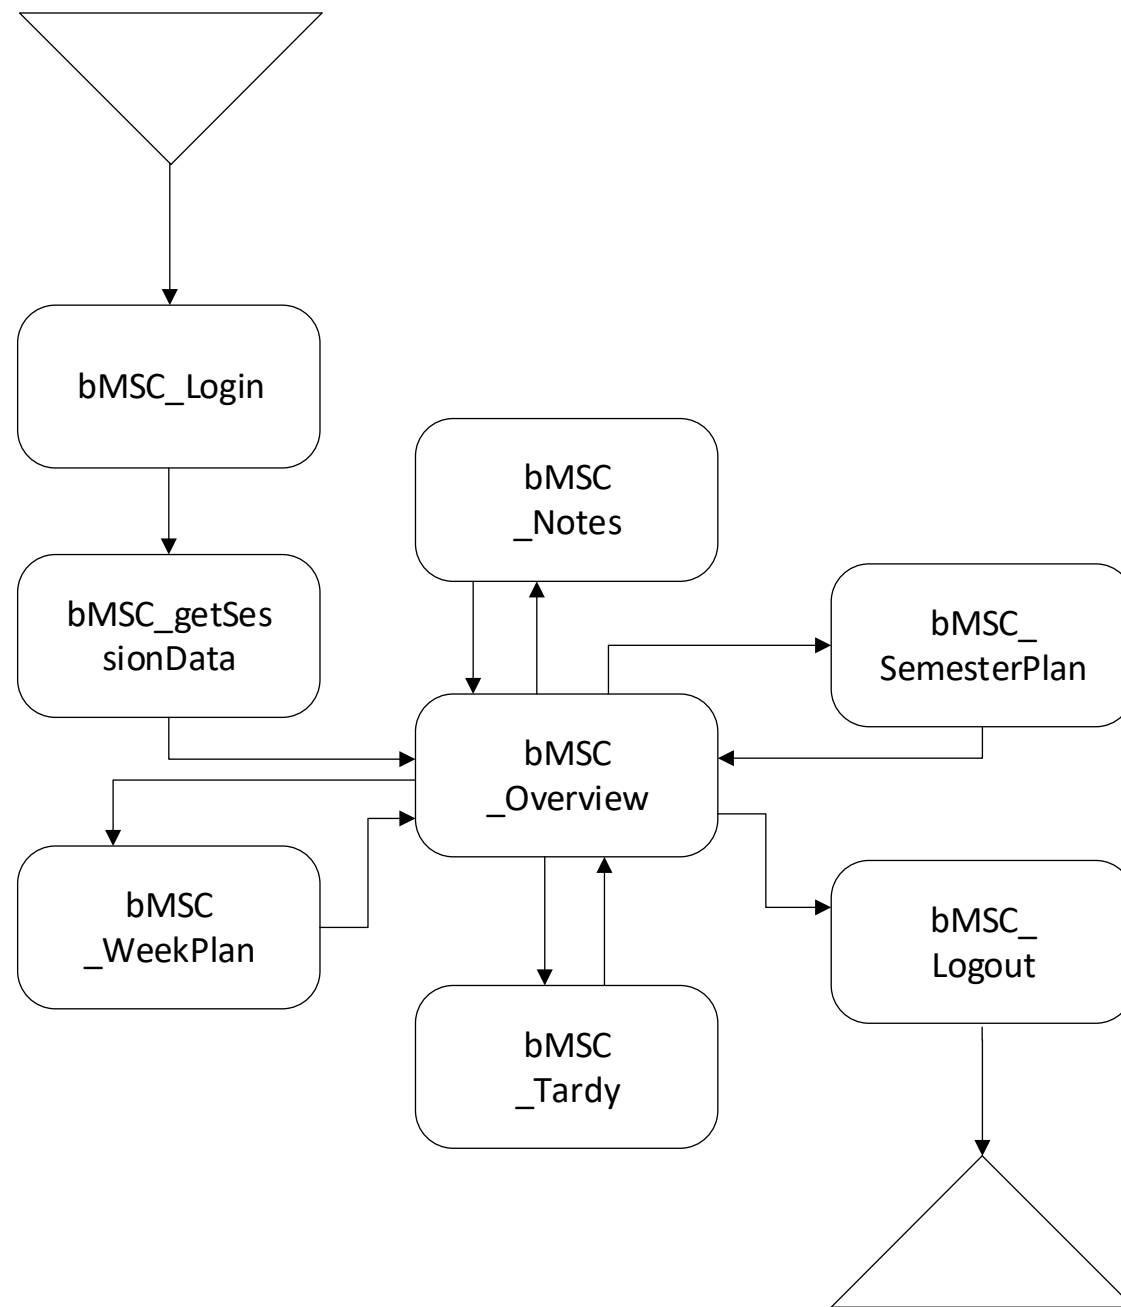 bMSC_Login
bMSC
_Notes
bMSC_getSes
sionData
bMSC_
SemesterPlan
bMSC
_Overview
bMSC
_WeekPlan
bMSC_
Logout
bMSC
_Tardy